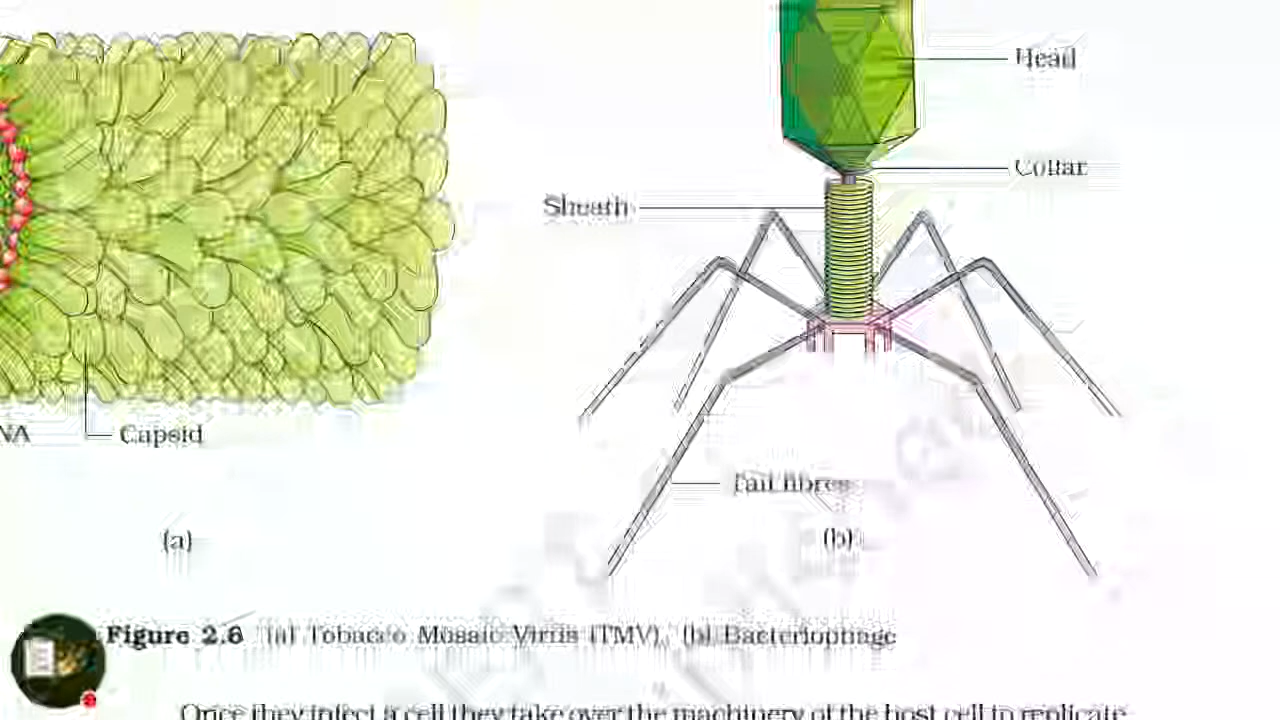 Head
Collar
Sheath
NA
Capsid
Tail fibres
(a)
(b)
Figure 2.6 (a) Tobacco Mosaic Virus (TMV) (b) Bacteriophage
Once they infect a cell they take over the machinery of the host cell to replicate